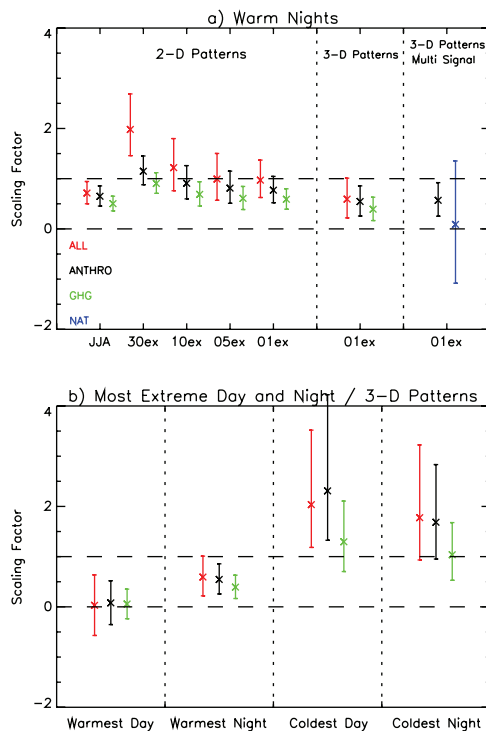 a) Warm Nights
2-D Patterns
3-D Patterns
3-D Patterns
Multi Signal
Scaling Factor
4
2
0
-2
ALL
ANTHRO
GHG
NAT
JJA 30ex 10ex 05ex 01ex 01ex 01ex
b) Most Extreme Day and Night / 3-D Patterns
Scaling Factor
4
2
0
-2
Warmest Day Warmest Night Coldest Day Coldest Night